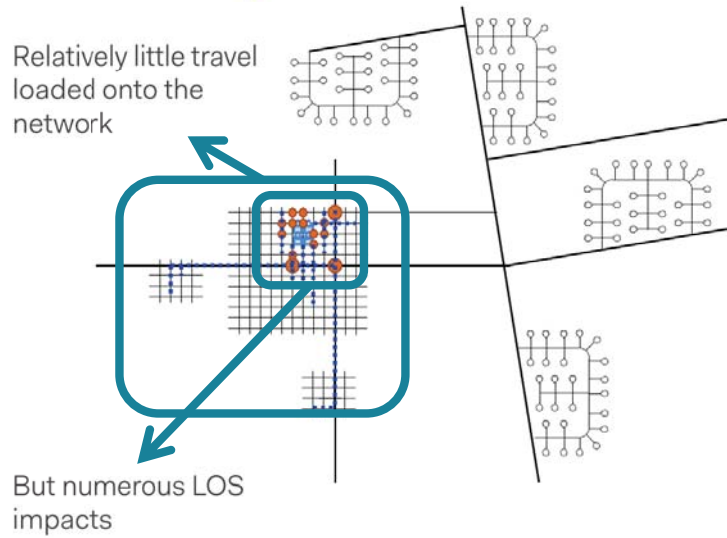 Relatively little travel
loaded onto the
network
But numerous LOS
impacts